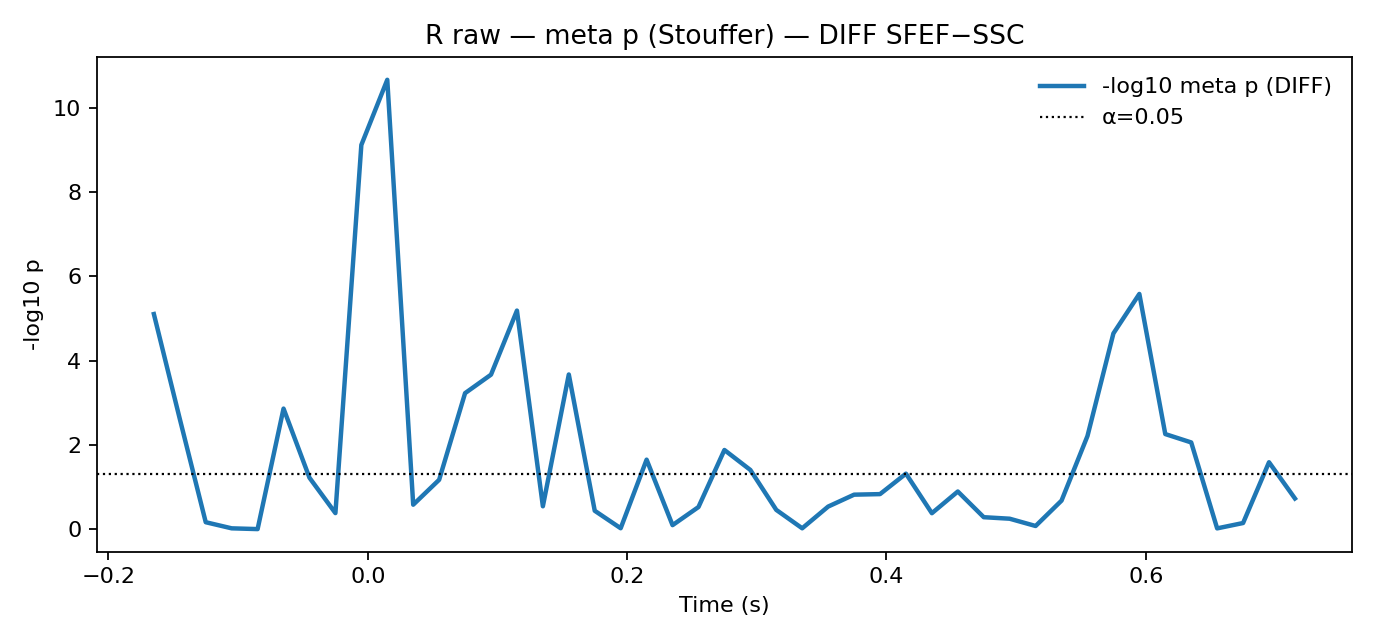 R raw — meta p (Stouffer) — DIFF SFEF−SSC
-log10 meta p (DIFF)
α=0.05
-log10 p
10
8
6
4
2
0
−0.2
0.0
0.2
0.4
0.6
Time (s)